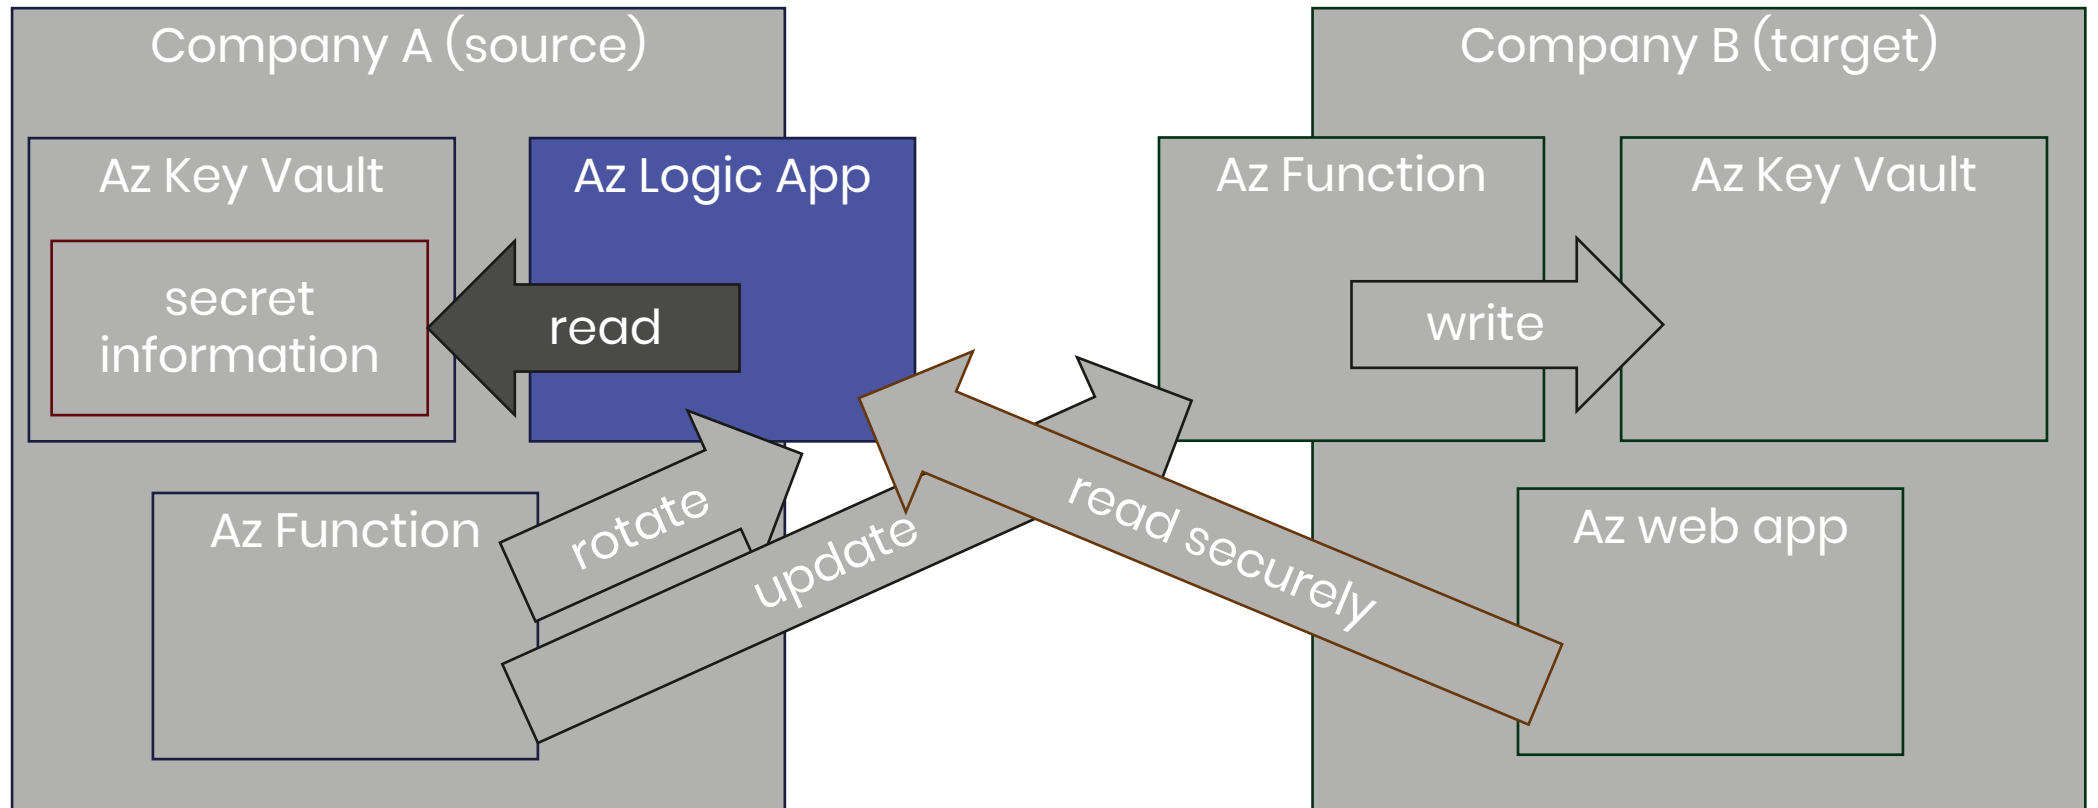 Company A (source)
Az Key Vault
secret
information
Az Logic App
read
Az Function
rotate
update
Company B (target)
Az Function
Az Key Vault
write
read securely
Az web app